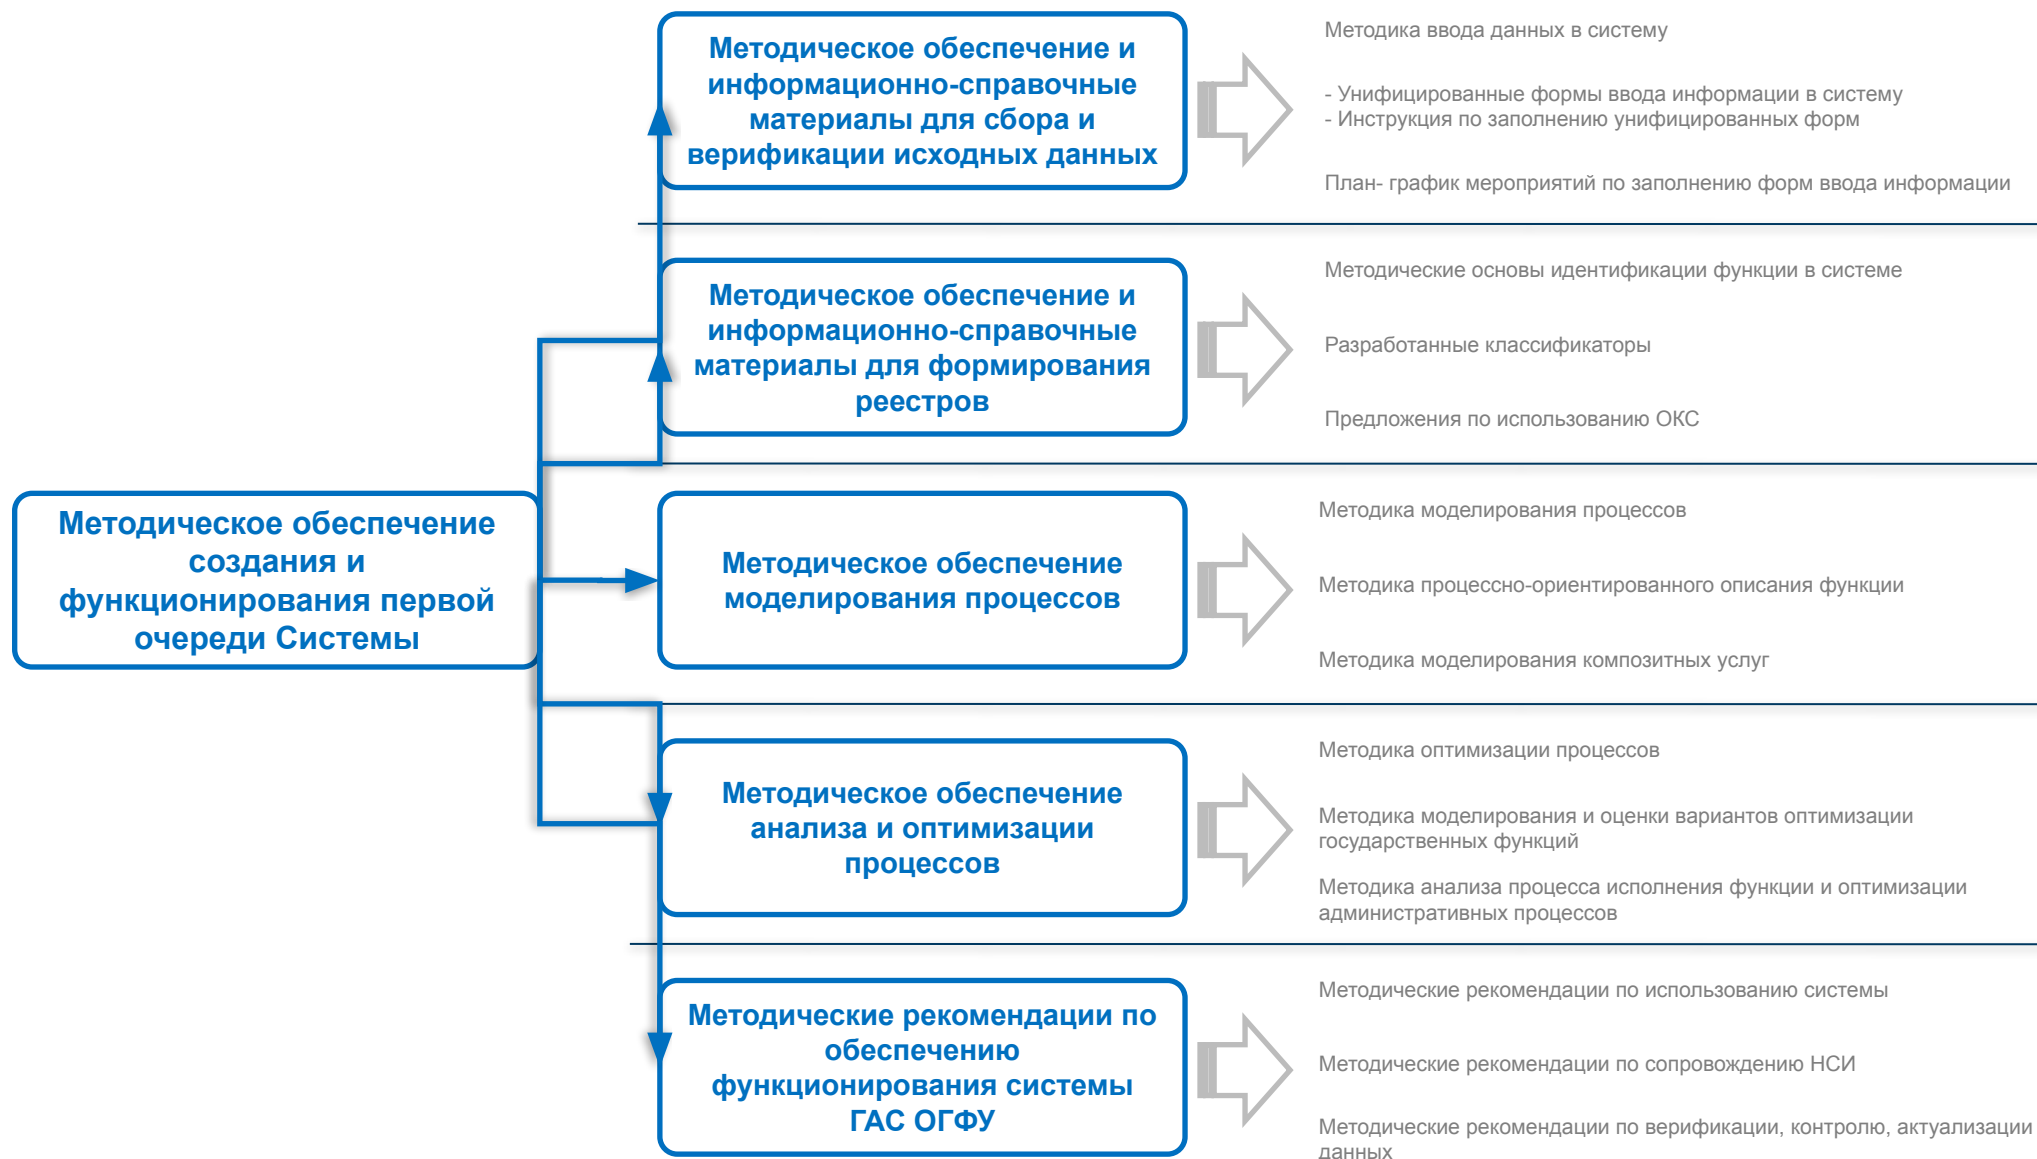 Методическое обеспечение
создания и
функционирования первой
очереди Системы
Методическое обеспечение и
информационно-справочные
материалы для сбора и
верификации исходных данных
Методика ввода данных в систему
- Унифицированные формы ввода информации в систему
- Инструкция по заполнению унифицированных форм
План- график мероприятий по заполнению форм ввода информации
Методическое обеспечение и
информационно-справочные
материалы для формирования
реестров
Методические основы идентификации функции в системе
Разработанные классификаторы
Предложения по использованию ОКС
Методическое обеспечение
моделирования процессов
Методика моделирования процессов
Методика процессно-ориентированного описания функции
Методика моделирования композитных услуг
Методическое обеспечение
анализа и оптимизации
процессов
Методика оптимизации процессов
Методика моделирования и оценки вариантов оптимизации
государственных функций
Методика анализа процесса исполнения функции и оптимизации
административных процессов
Методические рекомендации по
обеспечению
функционирования системы
ГАС ОГФУ
Методические рекомендации по использованию системы
Методические рекомендации по сопровождению НСИ
Методические рекомендации по верификации, контролю, актуализации
данных